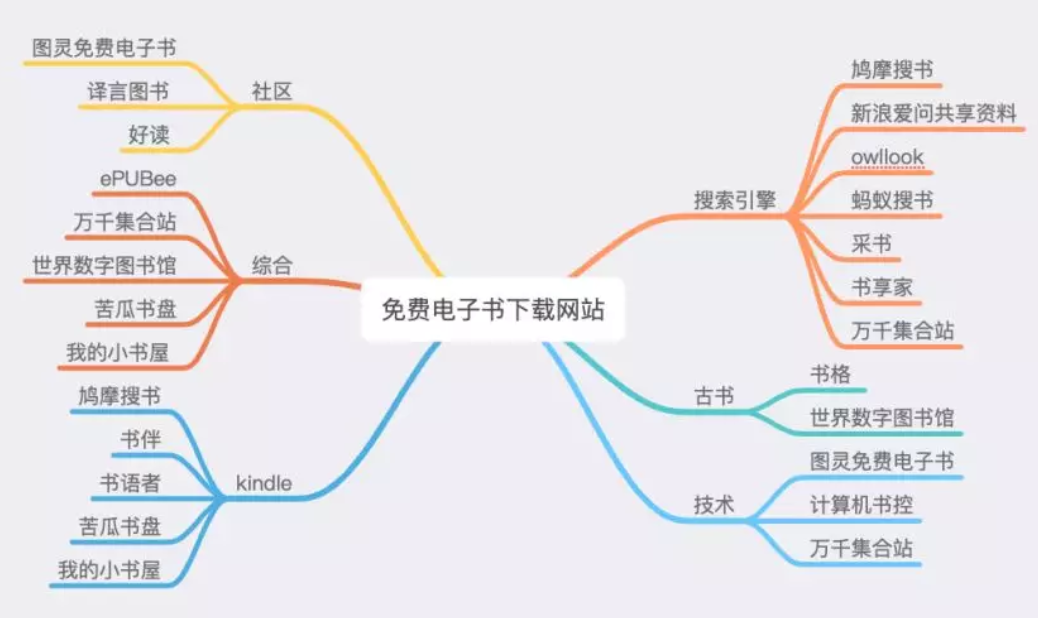 免费电子书下载网站
社区
图灵免费电子书
译言图书
好读
综合
ePUBee
万千集合站
世界数字图书馆
苦瓜书盘
我的小书屋
kindle
鸠摩搜书
书伴
书语者
苦瓜书盘
我的小书屋
搜索引擎
鸠摩搜书
新浪爱问共享资料
owllook
蚂蚁搜书
采书
书享家
万千集合站
古书
书格
世界数字图书馆
技术
图灵免费电子书
计算机书控
万千集合站